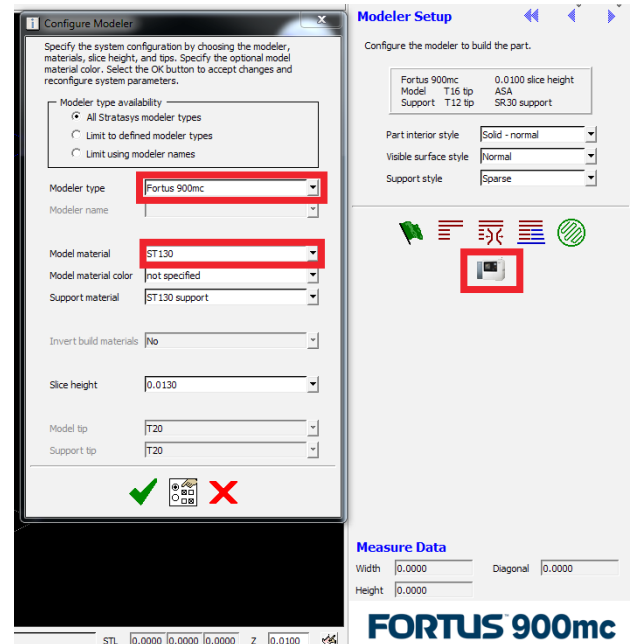 Configure Modeler
Specify the system configuration by choosing the modeler,
materials, slice height, and tips. Specify the optional model
material color. Select the OK button to accept changes and
reconfigure system parameters.
Modeler type availability
All Stratasys modeler types
Limit to defined modeler types
Limit using modeler names
Modeler type Fortus 900mc
Modeler name
Model material ST130
Model material color not specified
Support material ST130 support
Invert build materials No
Slice height 0.0130
Model tip T20
Support tip T20
Modeler Setup
Configure the modeler to build the part.
Fortus 900mc 0.0100 slice height
Model T16 tip ASA
Support T12 tip SR30 support
Part interior style Solid - normal
Visible surface style Normal
Support style Sparse
Measure Data
Width 0.0000 Diagonal 0.0000
Height 0.0000
STL 0.0000 0.0000 0.0000 Z 0.0100
FORTUS 900mc